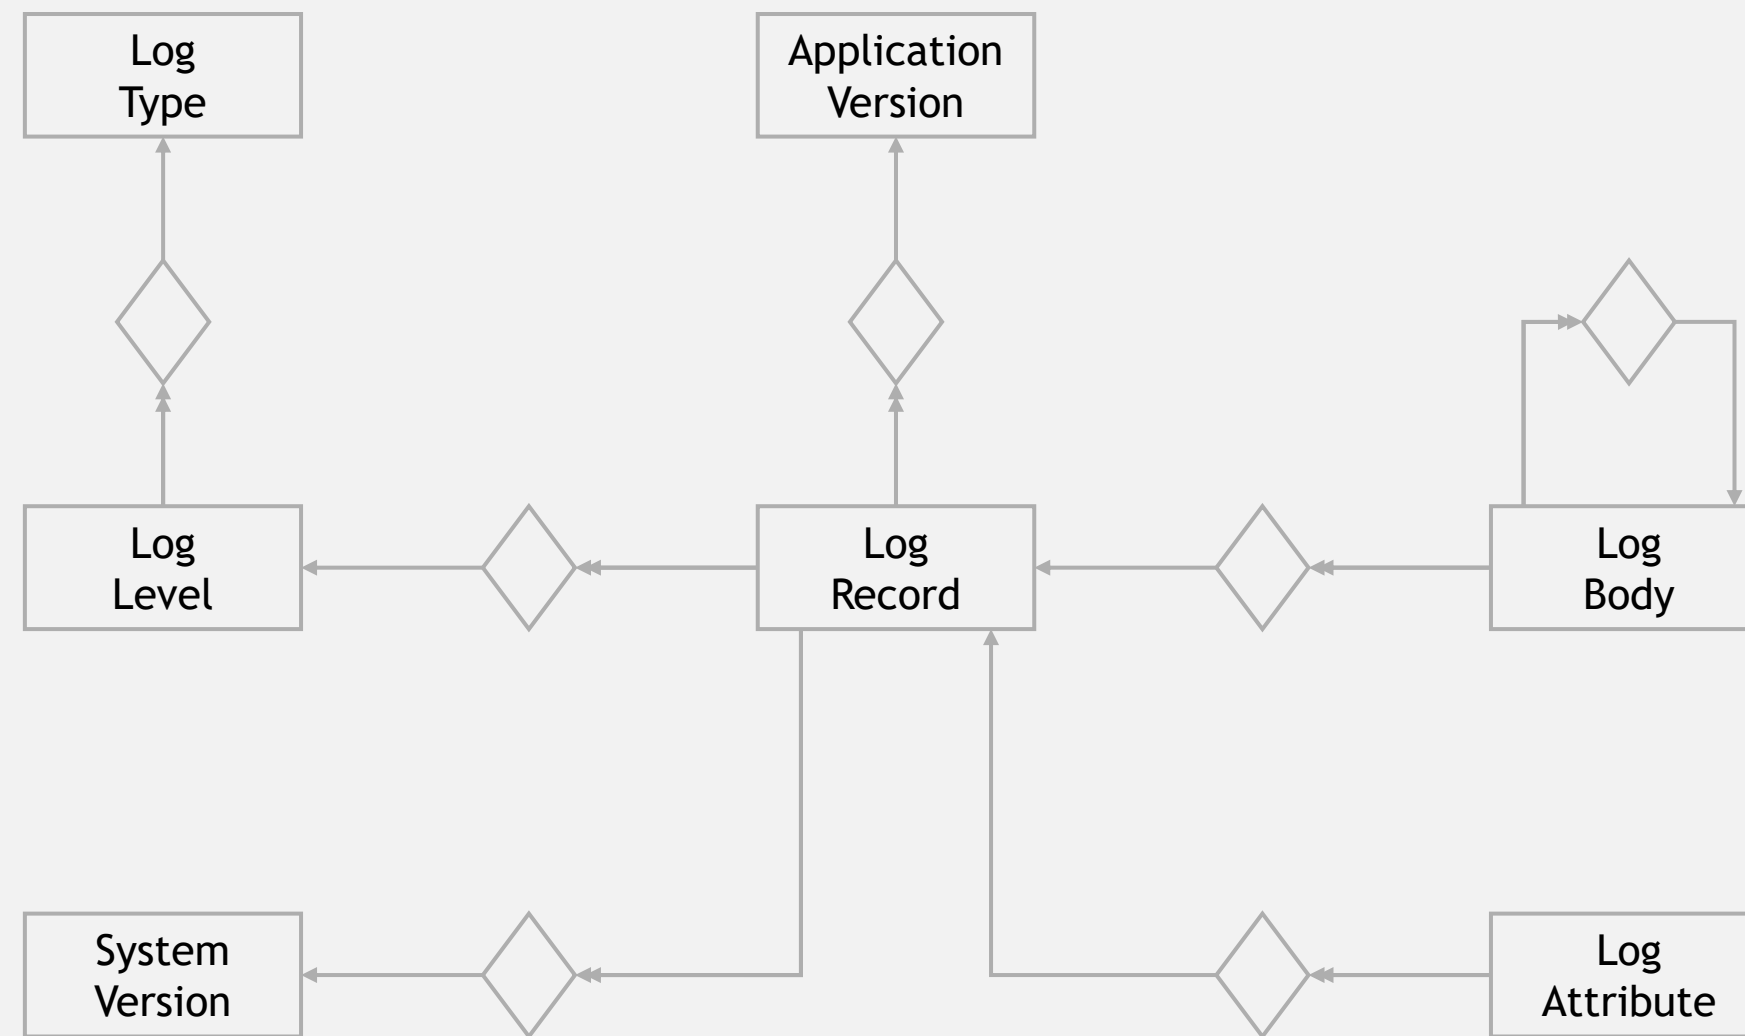 Log
Type
Application
Version
Log
Level
Log
Record
Log
Body
System
Version
Log
Attribute